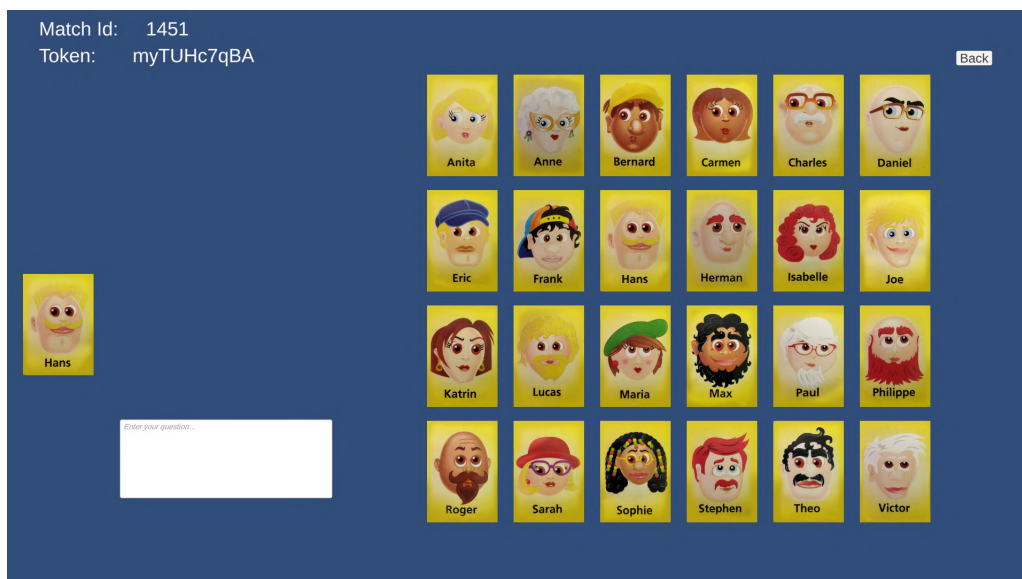 Match Id: 1451
Token: myTUHc7qBA
Back
Anita Anne Bernard Carmen Charles Daniel
Eric Frank Hans Herman Isabelle Joe
Hans
Katrin Lucas Maria Max Paul Philippe
Enter your question...
Roger Sarah Sophie Stephen Theo Victor